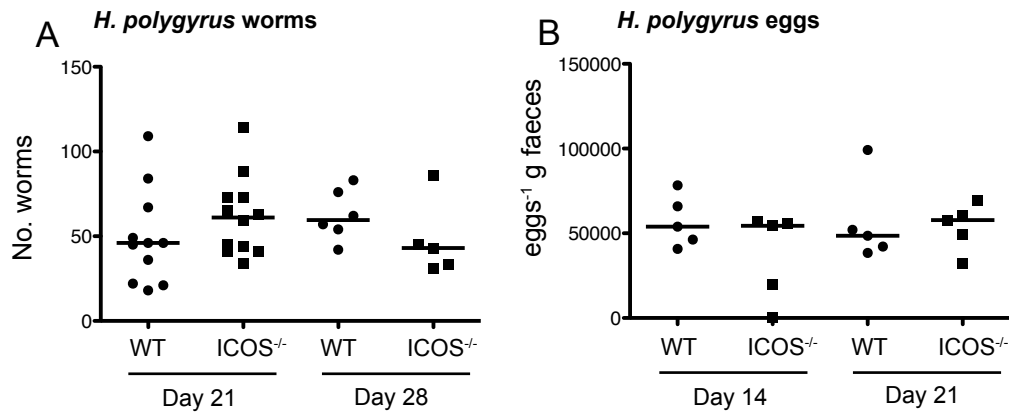 A
H. polygyrus worms
150
100
50
0
No. worms
WT
ICOS-/-
WT
ICOS-/-
Day 21
Day 28
B
H. polygyrus eggs
150000
100000
50000
0
eggs-1 g faeces
WT
ICOS-/-
WT
ICOS-/-
Day 14
Day 21